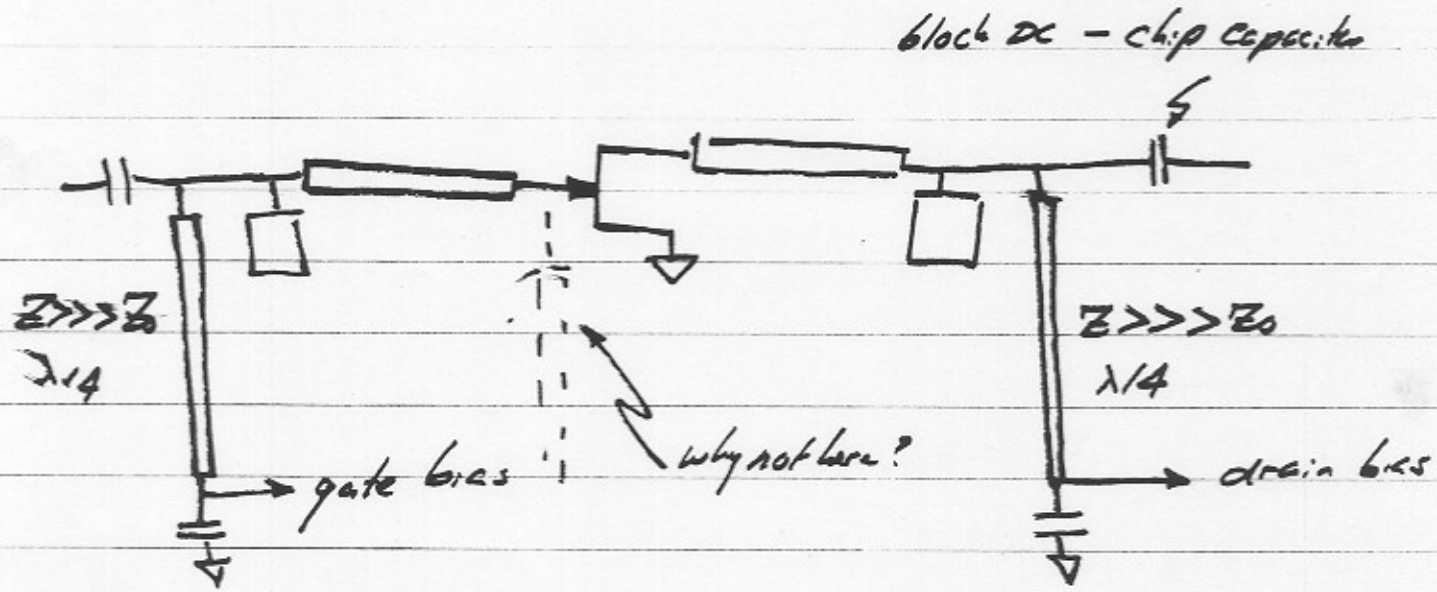 block DC - chip capacitor
Z>>>Z₀
λ/4
gate bias
why not here?
Z>>>Z₀
λ/4
drain bias